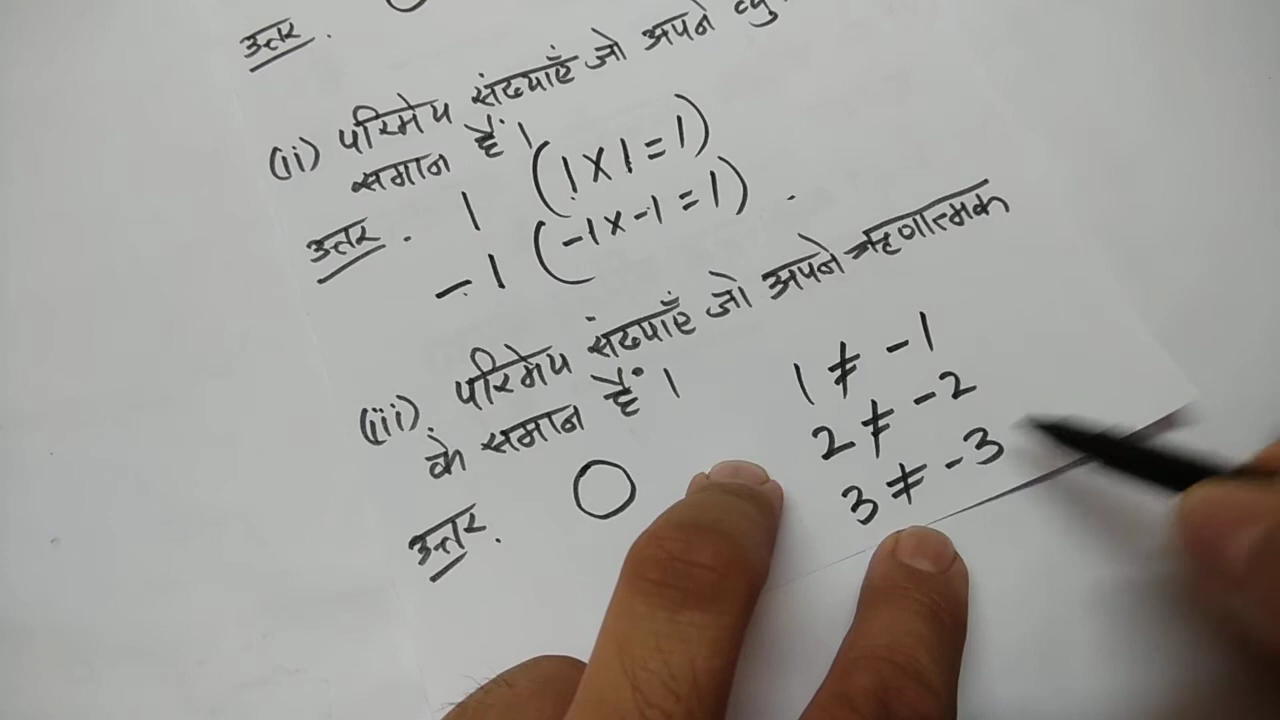 उत्तर.
(ii) परिमेय संख्याएँ जो अपने
समान हैं।
उत्तर. 1 (1 × 1 = 1)
-1 (-1 × -1 = 1)
(iii). परिमेय संख्याएँ जो अपने ऋणात्मक
के समान हैं।
उत्तर. 0
1 ≠ -1
2 ≠ -2
3 ≠ -3